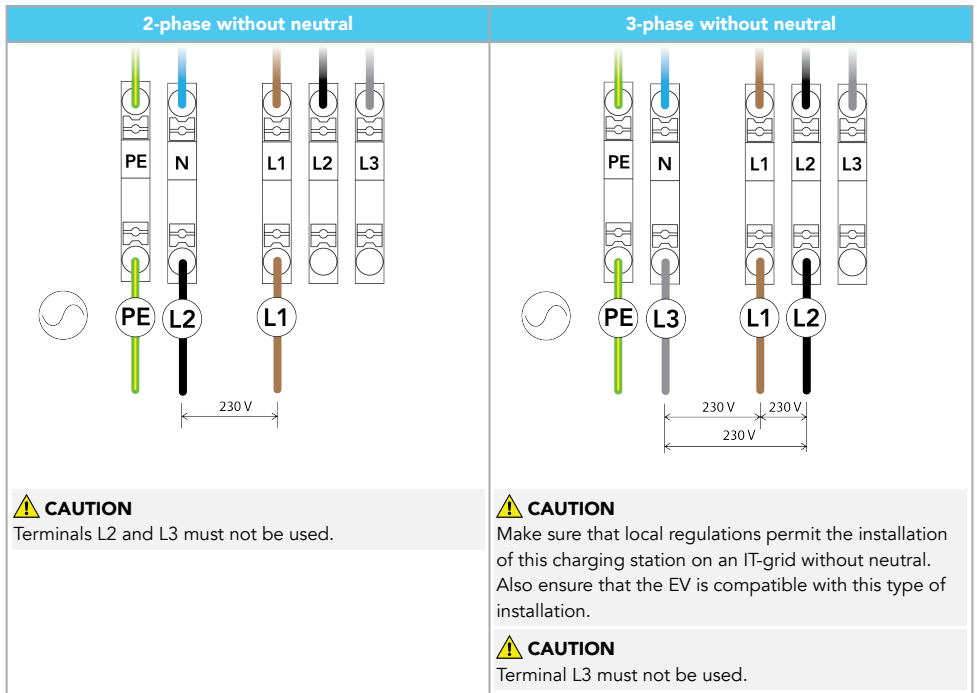 2-phase without neutral
PE N L1 L2 L3
PE L2 L1
230 V
CAUTION
Terminals L2 and L3 must not be used.
3-phase without neutral
PE N L1 L2 L3
PE L3 L1 L2
230 V 230 V
230 V
CAUTION
Make sure that local regulations permit the installation
of this charging station on an IT-grid without neutral.
Also ensure that the EV is compatible with this type of
installation.
CAUTION
Terminal L3 must not be used.